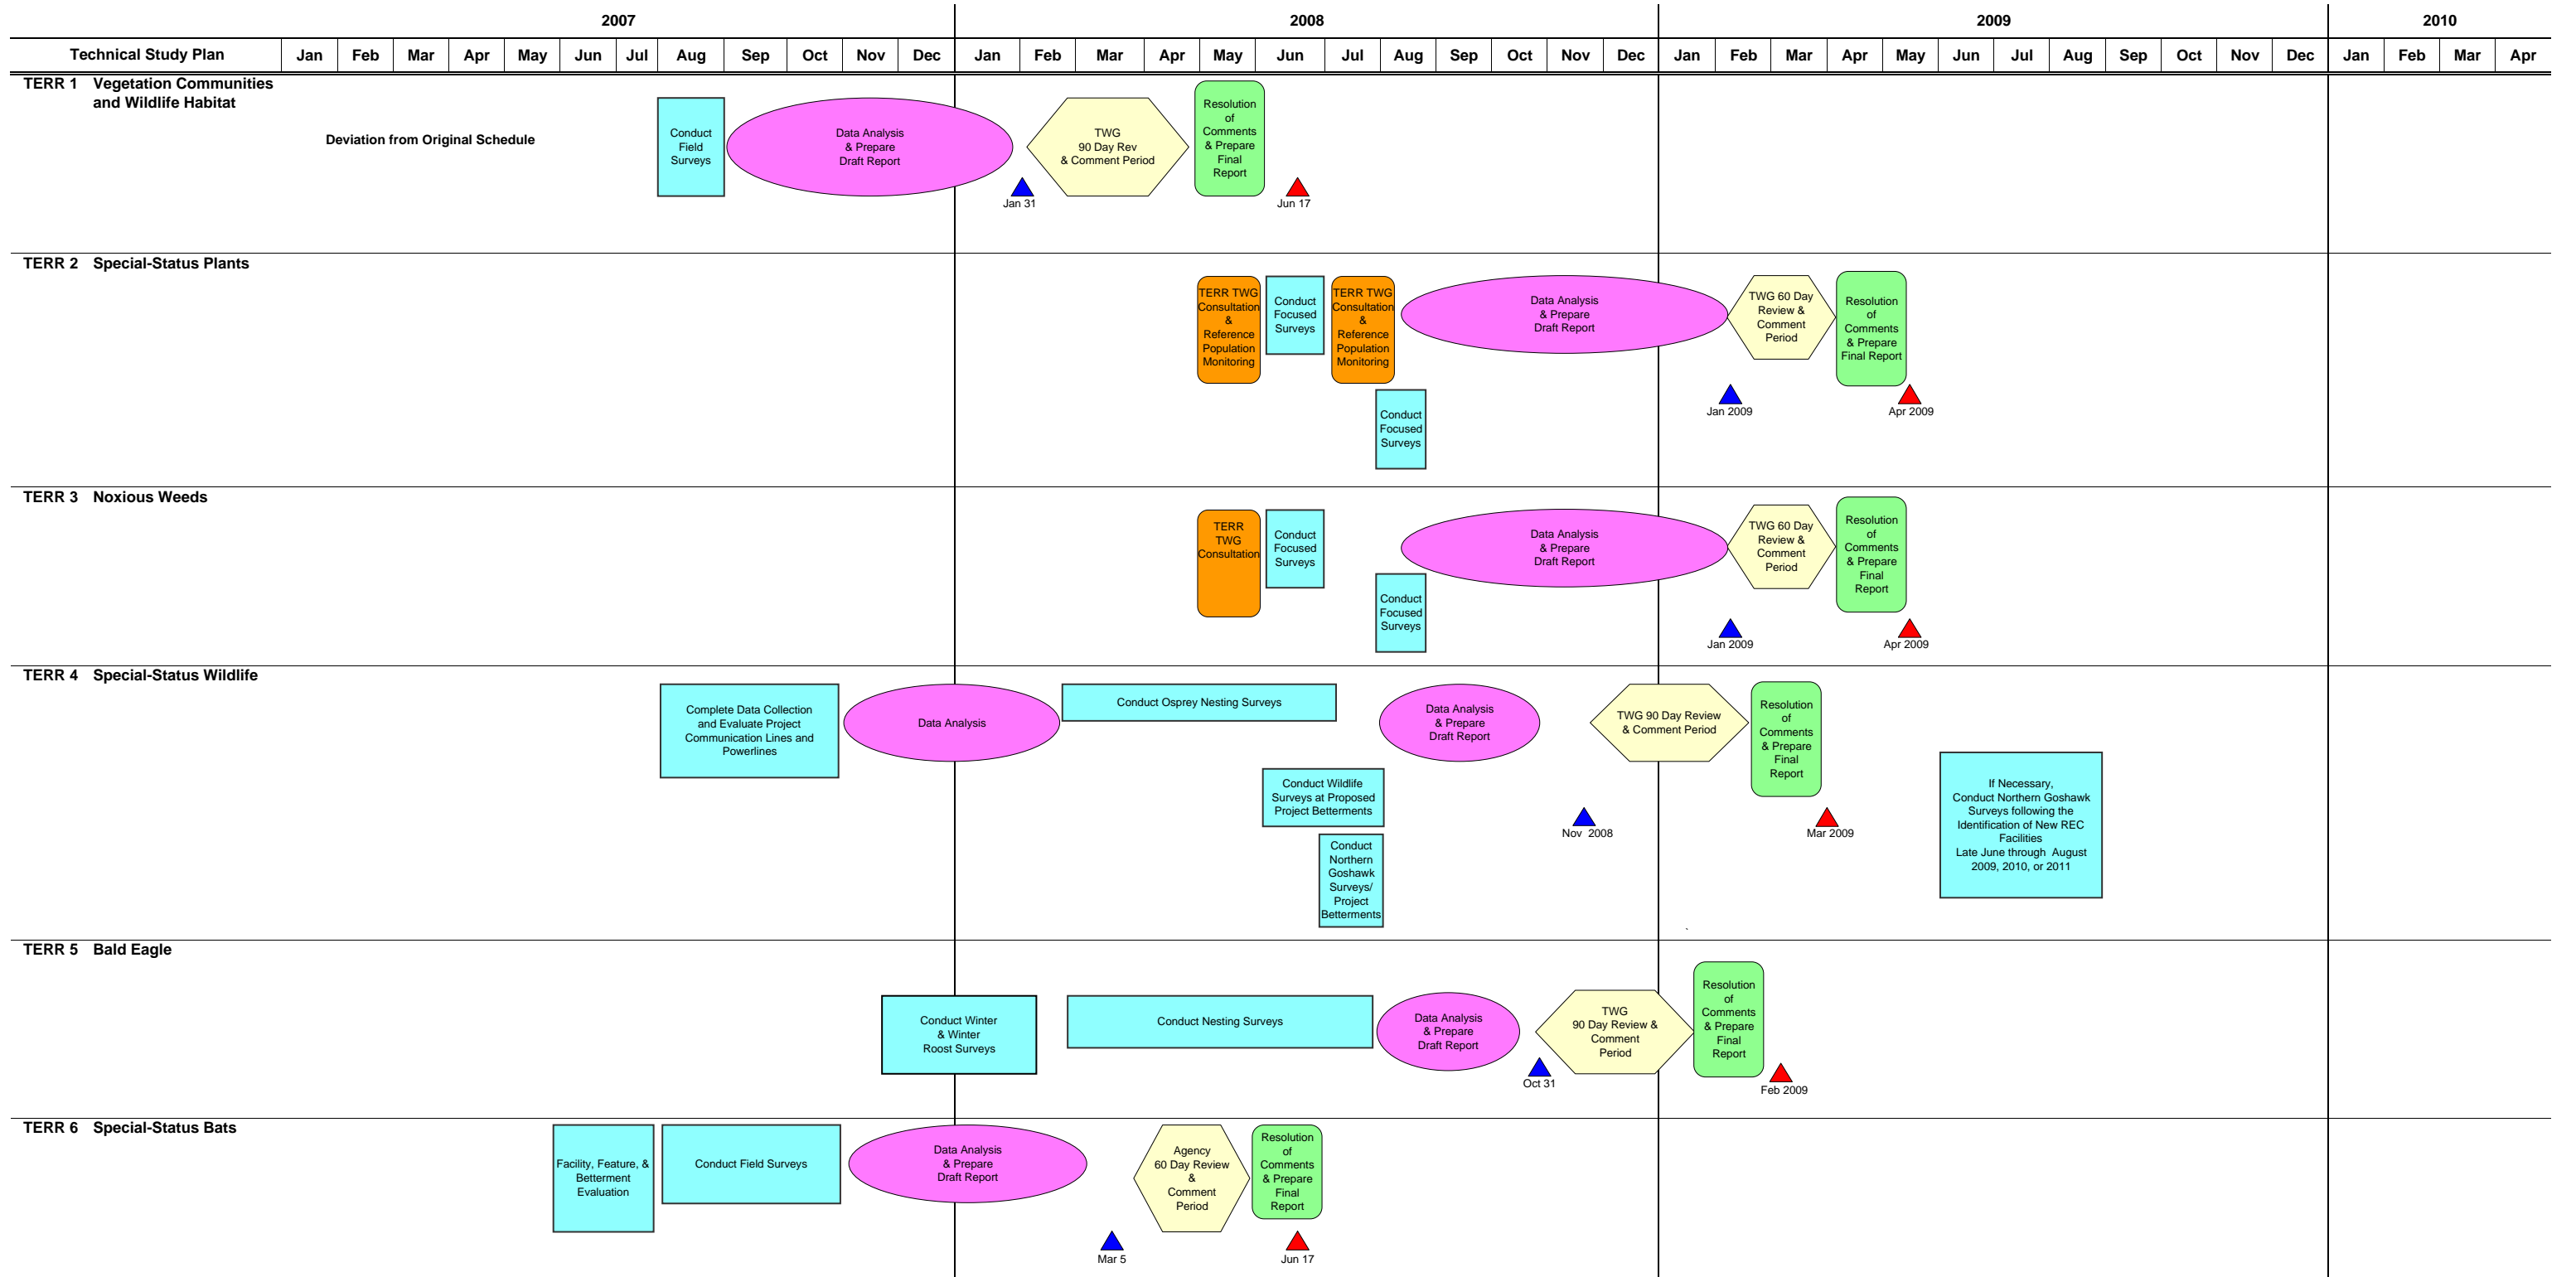 2007 2008 2009 2010
Technical Study Plan Jan Feb Mar Apr May Jun Jul Aug Sep Oct Nov Dec Jan Feb Mar Apr May Jun Jul Aug Sep Oct Nov Dec Jan Feb Mar Apr May Jun Jul Aug Sep Oct Nov Dec Jan Feb Mar Apr
TERR 1 Vegetation Communities
and Wildlife Habitat
Deviation from Original Schedule
Conduct
Field
Surveys
Data Analysis
& Prepare
Draft Report
Jan 31
TWG
90 Day Rev
& Comment Period
Resolution
of
Comments
& Prepare
Final
Report
Jun 17
TERR 2 Special-Status Plants
TERR TWG
Consultation
&
Reference
Population
Monitoring
Conduct
Focused
Surveys
TERR TWG
Consultation
&
Reference
Population
Monitoring
Conduct
Focused
Surveys
Data Analysis
& Prepare
Draft Report
TWG 60 Day
Review &
Comment
Period
Jan 2009
Resolution
of
Comments
& Prepare
Final Report
Apr 2009
TERR 3 Noxious Weeds
TERR
TWG
Consultation
Conduct
Focused
Surveys
Conduct
Focused
Surveys
Data Analysis
& Prepare
Draft Report
TWG 60 Day
Review &
Comment
Period
Jan 2009
Resolution
of
Comments
& Prepare
Final
Report
Apr 2009
TERR 4 Special-Status Wildlife
Complete Data Collection
and Evaluate Project
Communication Lines and
Powerlines
Data Analysis
Conduct Osprey Nesting Surveys
Conduct Wildlife
Surveys at Proposed
Project Betterments
Conduct
Northern
Goshawk
Surveys/
Project
Betterments
Data Analysis
& Prepare
Draft Report
Nov 2008
TWG 90 Day Review
& Comment Period
Resolution
of
Comments
& Prepare
Final
Report
Mar 2009
If Necessary,
Conduct Northern Goshawk
Surveys following the
Identification of New REC
Facilities
Late June through August
2009, 2010, or 2011
TERR 5 Bald Eagle
Conduct Winter
& Winter
Roost Surveys
Conduct Nesting Surveys
Data Analysis
& Prepare
Draft Report
Oct 31
TWG
90 Day Review &
Comment
Period
Resolution
of
Comments
& Prepare
Final
Report
Feb 2009
TERR 6 Special-Status Bats
Facility, Feature, &
Betterment
Evaluation
Conduct Field Surveys
Data Analysis
& Prepare
Draft Report
Mar 5
Agency
60 Day Review
&
Comment
Period
Resolution
of
Comments
& Prepare
Final
Report
Jun 17